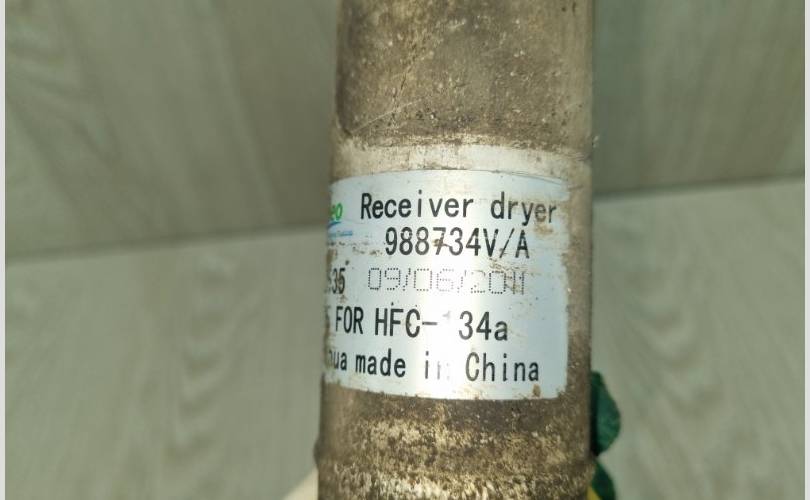 Receiver dryer
988734V/A
09/06/2011
FOR HFC-134a
made in China